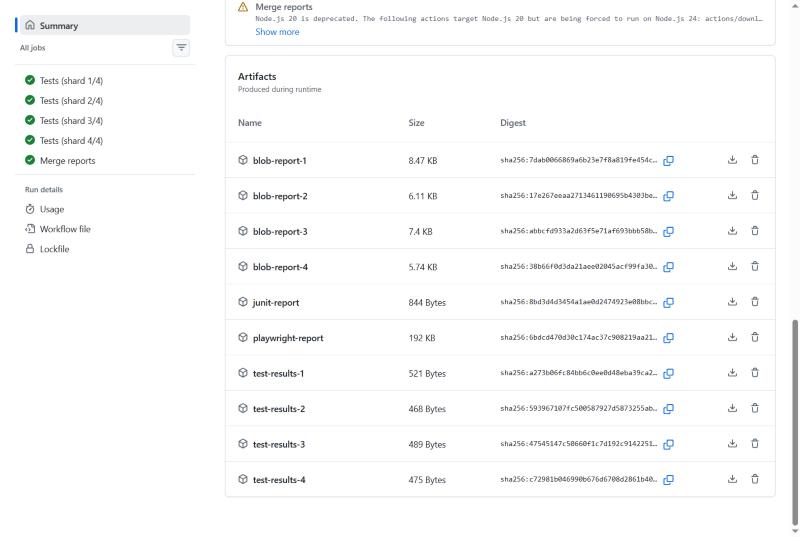 Summary
All jobs
Tests (shard 1/4)
Tests (shard 2/4)
Tests (shard 3/4)
Tests (shard 4/4)
Merge reports
Run details
Usage
Workflow file
Lockfile
Merge reports
Node.js 20 is deprecated. The following actions target Node.js 20 but are being forced to run on Node.js 24: actions/downl…
Show more
Artifacts
Produced during runtime
Name Size Digest
blob-report-1 8.47 KB sha256:7dab0066869a6b23e7f8a819fe454c…
blob-report-2 6.11 KB sha256:17e267eeaa2713461190695b4303be…
blob-report-3 7.4 KB sha256:abbcfd933a2d63f5e71af693bbb58b…
blob-report-4 5.74 KB sha256:38b66f0d3da21aee02045acf99fa30…
junit-report 844 Bytes sha256:8bd3d4d3454a1ae0d2474923e08bbc…
playwright-report 192 KB sha256:6bdcd470d30c174ac37c908219aa21…
test-results-1 521 Bytes sha256:a273b06fc84bb6c0ee0d48eba39ca2…
test-results-2 468 Bytes sha256:593967107fc500587927d5873255ab…
test-results-3 489 Bytes sha256:47545147c50660f1c7d192c9142251…
test-results-4 475 Bytes sha256:c72981b046990b676d6708d2861b40…